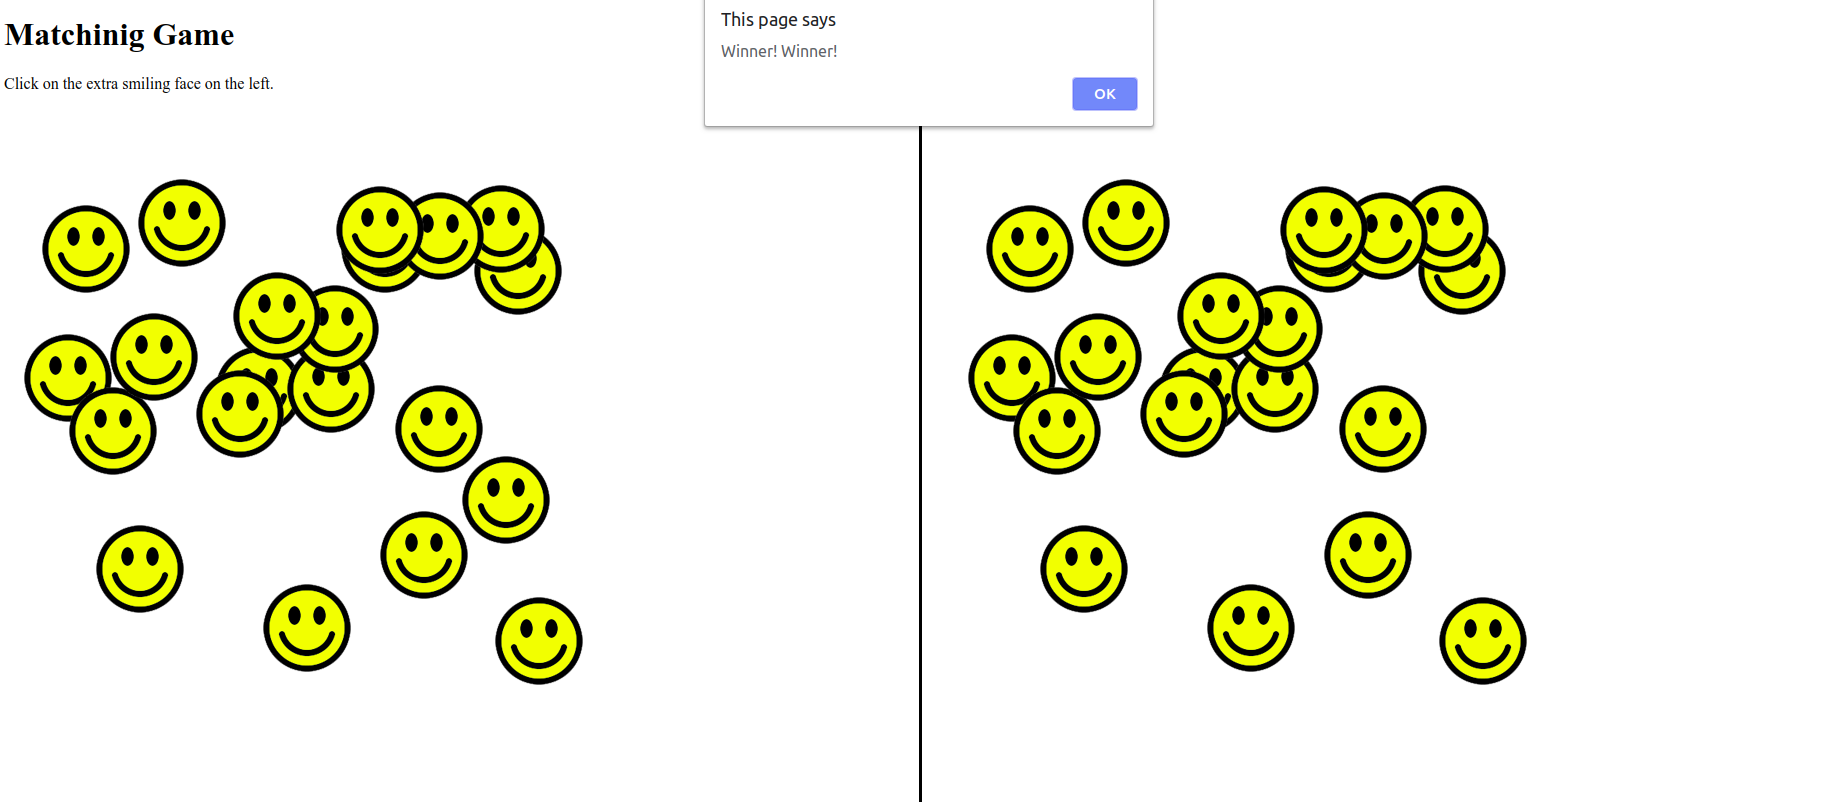 Matchinig Game
Click on the extra smiling face on the left.
This page says
Winner! Winner!
OK